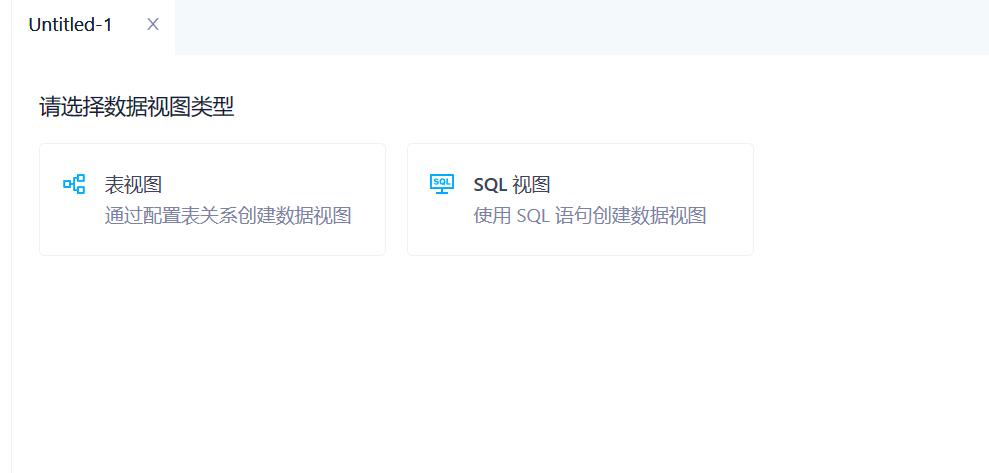 Untitled-1
请选择数据视图类型
表视图
通过配置表关系创建数据视图
SQL
SQL 视图
使用 SQL 语句创建数据视图